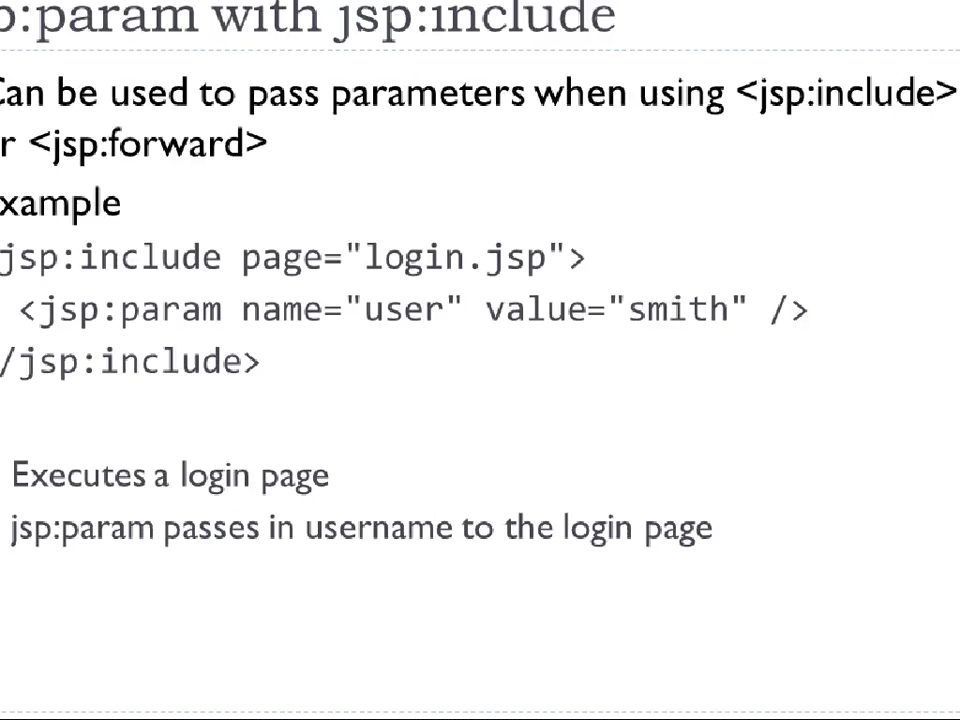 p:param with jsp:include
Can be used to pass parameters when using <jsp:include>
r <jsp:forward>
xample
jsp:include page="login.jsp">
<jsp:param name="user" value="smith" />
/jsp:include>
Executes a login page
jsp:param passes in username to the login page